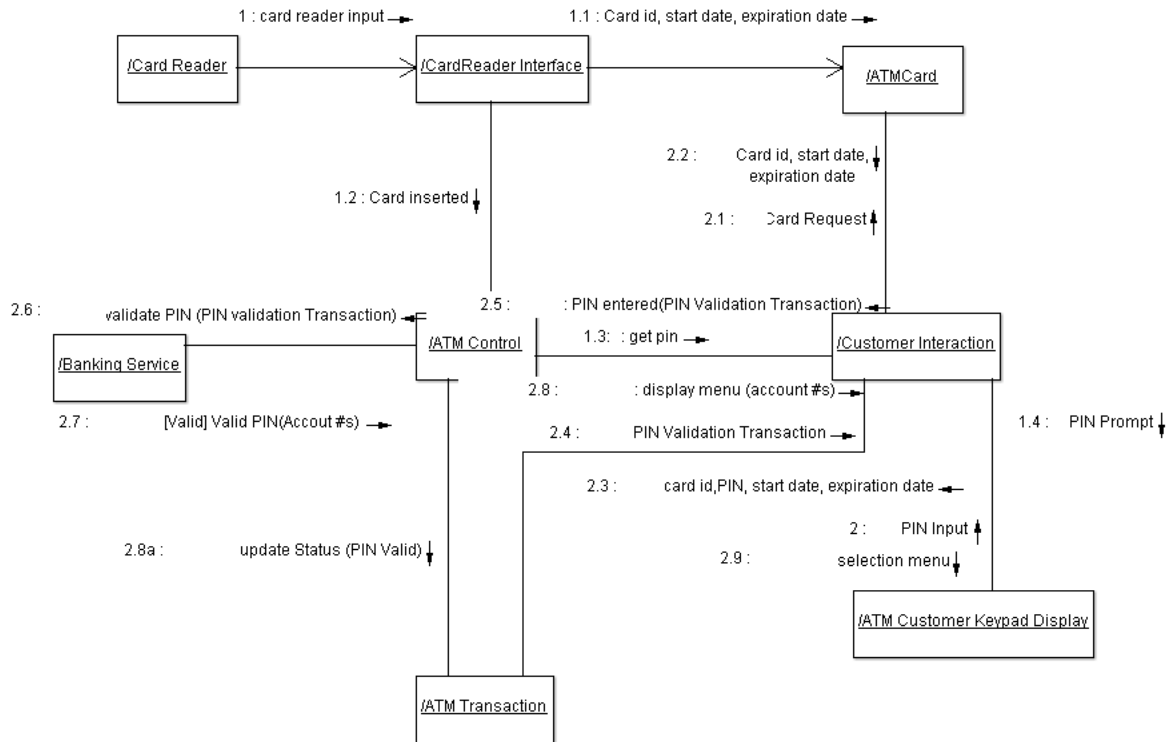 1 : card reader input
1.1 : Card id, start date, expiration date
/Card Reader
/CardReader Interface
/ATMCard
2.2 : Card id, start date,
expiration date
1.2 : Card inserted
2.1 : Card Request
2.5 : : PIN entered(PIN Validation Transaction)
2.6 : validate PIN (PIN validation Transaction)
1.3: : get pin
/ATM Control
/Customer Interaction
/Banking Service
2.8 : : display menu (account #s)
2.7 : [Valid] Valid PIN(Accout #s)
2.4 : PIN Validation Transaction
1.4 : PIN Prompt
2.3 : card id,PIN, start date, expiration date
2 : PIN Input
2.8a : update Status (PIN Valid)
2.9 : selection menu
/ATM Customer Keypad Display
/ATM Transaction